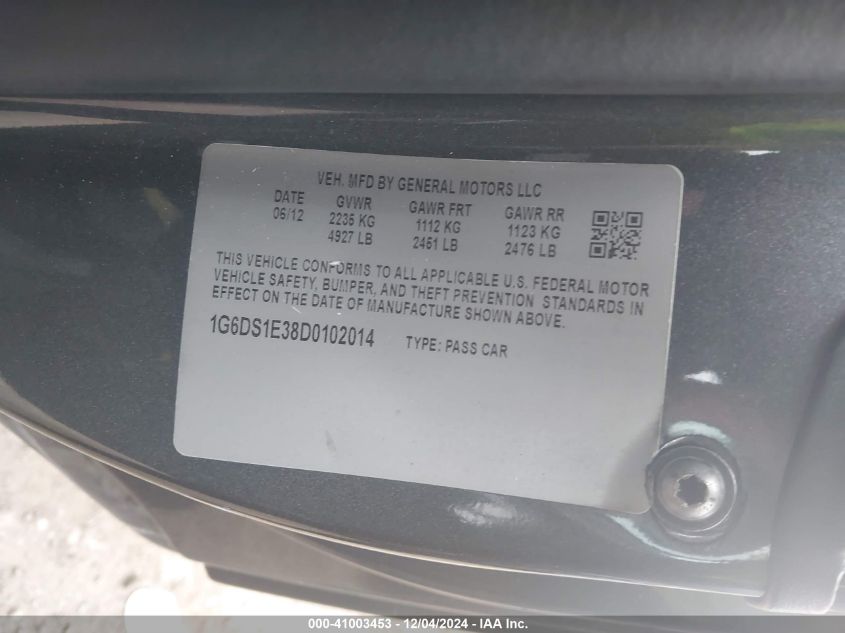 VEH. MFD BY GENERAL MOTORS LLC
DATE GVWR GAWR FRT GAWR RR
06/12 2235 KG 1112 KG 1123 KG
4927 LB 2451 LB 2476 LB
THIS VEHICLE CONFORMS TO ALL APPLICABLE U.S. FEDERAL MOTOR
VEHICLE SAFETY, BUMPER, AND THEFT PREVENTION STANDARDS IN
EFFECT ON THE DATE OF MANUFACTURE SHOWN ABOVE.
1G6DS1E38D0102014 TYPE: PASS CAR
000-41003453 - 12/04/2024 - 1IAA Inc.